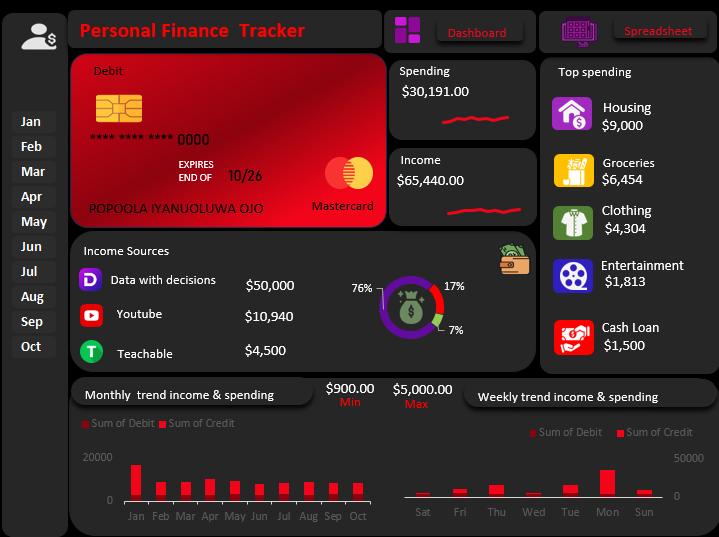 Personal Finance Tracker
Dashboard
Spreadsheet
Jan
Feb
Mar
Apr
May
Jun
Jul
Aug
Sep
Oct
Debit
**** **** **** 0000
EXPIRES
END OF
10/26
POPOOLA IYANUOLUWA OJO
Mastercard
Spending
$30,191.00
Income
$65,440.00
Top spending
Housing
$9,000
Groceries
$6,454
Clothing
$4,304
Entertainment
$1,813
Cash Loan
$1,500
Income Sources
Data with decisions
$50,000
Youtube
$10,940
Teachable
$4,500
76%
17%
7%
Monthly trend income & spending
$900.00
Min
$5,000.00
Max
Weekly trend income & spending
Sum of Debit
Sum of Credit
20000
0
Jan Feb Mar Apr May Jun Jul Aug Sep Oct
Sum of Debit
Sum of Credit
50000
0
Sat Fri Thu Wed Tue Mon Sun